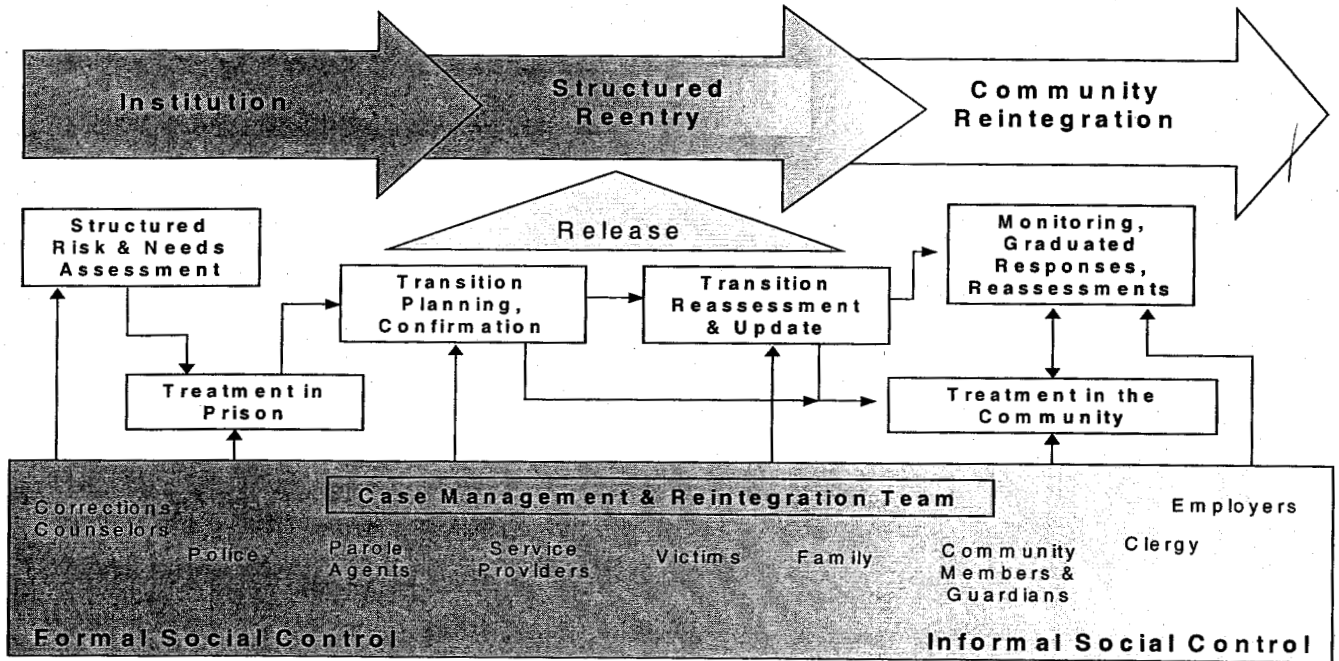 Institution
Structured
Reentry
Community
Reintegration
Release
Structured
Risk & Needs
Assessment
Transition
Planning,
Confirmation
Transition
Reassessment
& Update
Monitoring,
Graduated
Responses,
Reassessments
Treatment in
Prison
Treatment in the
Community
Case Management & Reintegration Team
Corrections
Counselors
Police
Parole
Agents
Service
Providers
Victims
Family
Community
Members &
Guardians
Clergy
Employers
Formal Social Control
Informal Social Control